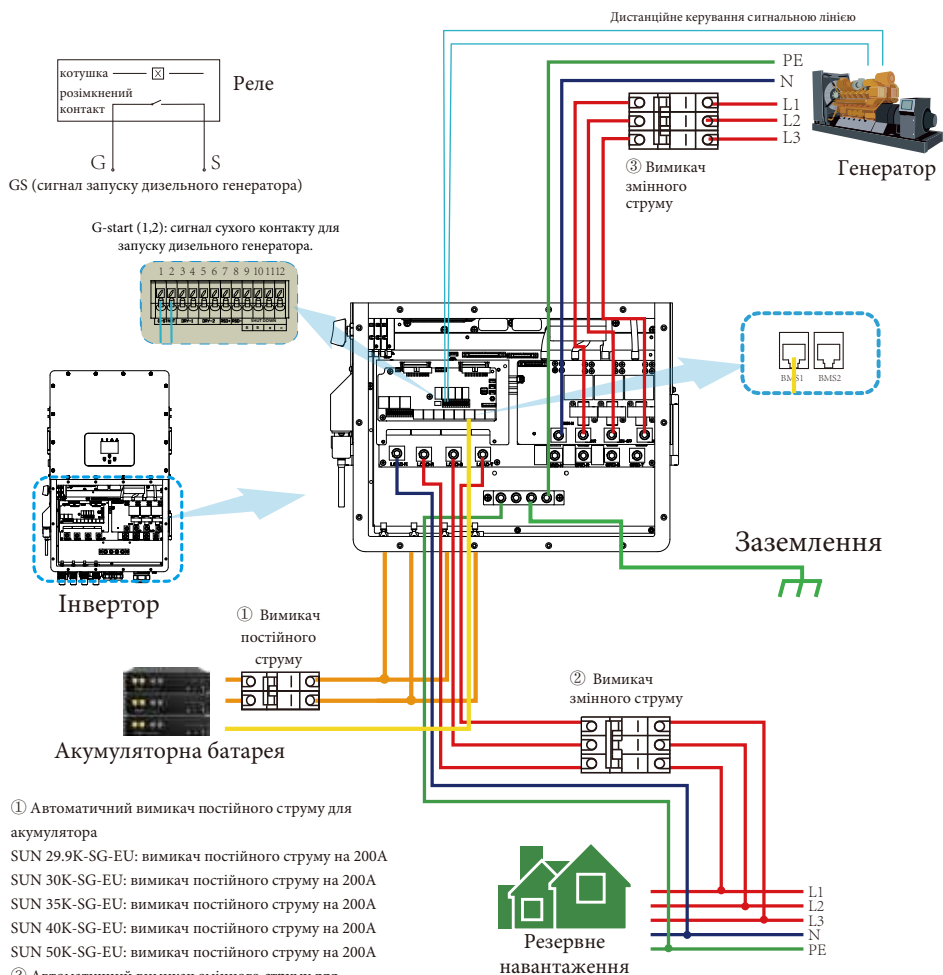 Дистанційне керування сигнальною лінією
котушка
розімкнений
контакт
Реле
G
S
GS (сигнал запуску дизельного генератора)
PE
N
L1
L2
L3
Генератор
③ Вимикач
змінного
струму
G-start (1,2): сигнал сухого контакту для
запуску дизельного генератора.
1 2 3 4 5 6 7 8 9 10 11 12
BMS1 BMS2
Інвертор
Заземлення
① Вимикач
постійного
струму
② Вимикач
змінного струму
Акумуляторна батарея
① Автоматичний вимикач постійного струму для
акумулятора
SUN 29.9K-SG-EU: вимикач постійного струму на 200A
SUN 30K-SG-EU: вимикач постійного струму на 200A
SUN 35K-SG-EU: вимикач постійного струму на 200A
SUN 40K-SG-EU: вимикач постійного струму на 200A
SUN 50K-SG-EU: вимикач постійного струму на 200A
Резервне
навантаження
L1
L2
L3
N
PE